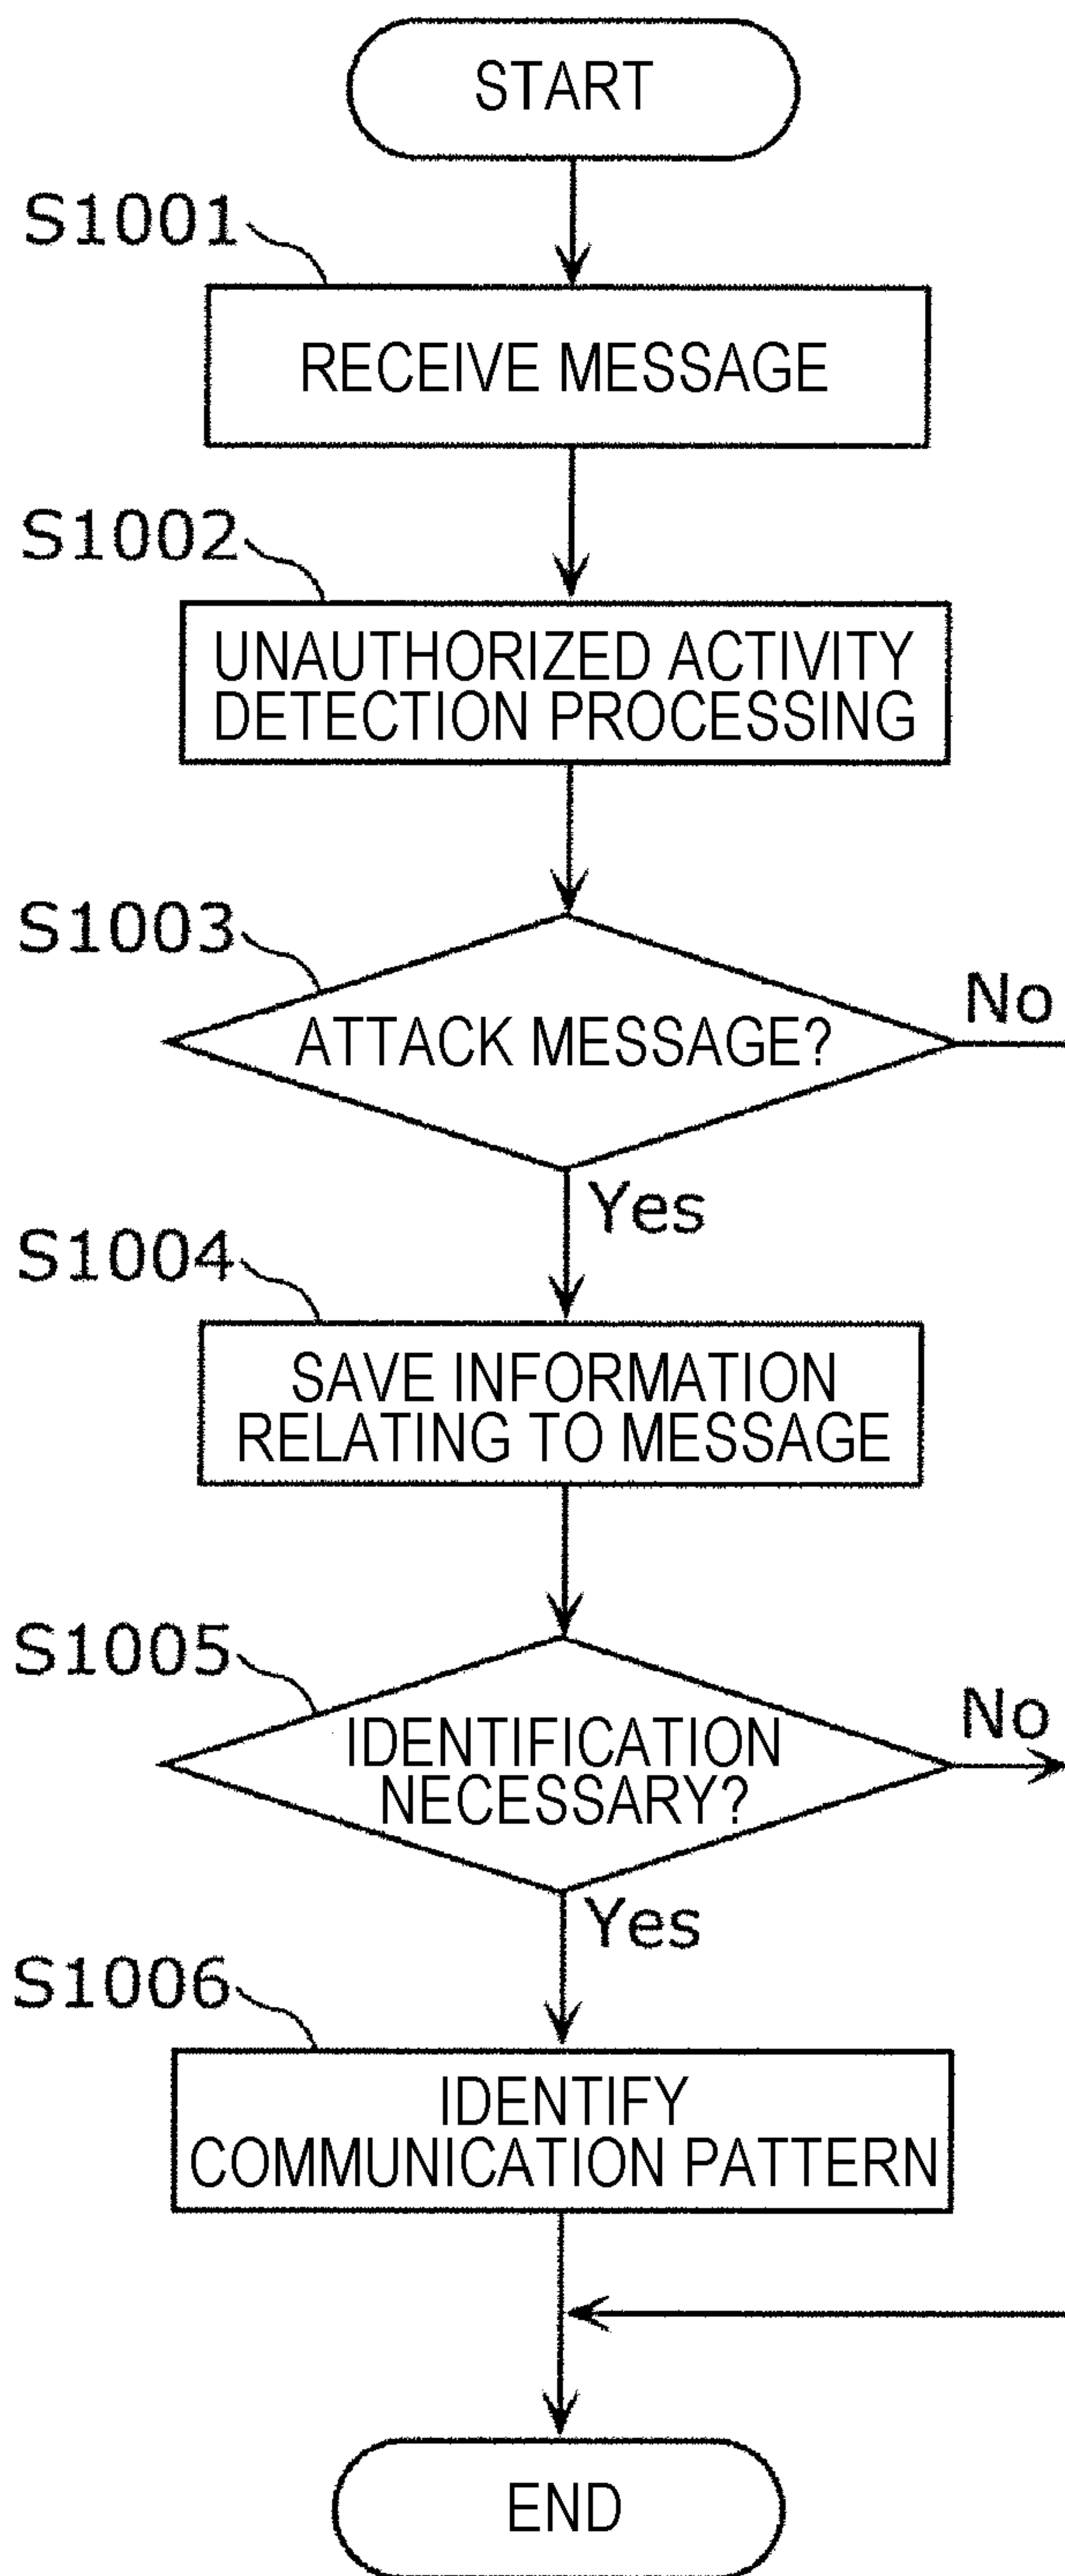 START
S1001
RECEIVE MESSAGE
S1002
UNAUTHORIZED ACTIVITY
DETECTION PROCESSING
S1003
ATTACK MESSAGE?
No
Yes
S1004
SAVE INFORMATION
RELATING TO MESSAGE
S1005
IDENTIFICATION
NECESSARY?
No
Yes
S1006
IDENTIFY
COMMUNICATION PATTERN
END